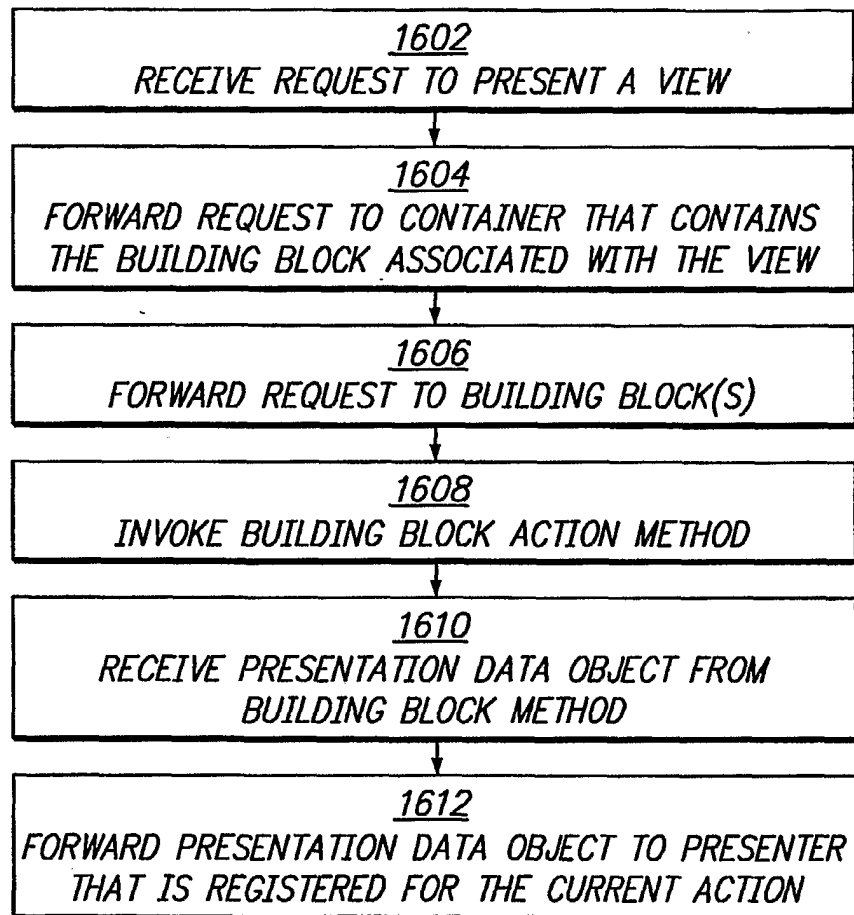 1602
RECEIVE REQUEST TO PRESENT A VIEW
1604
FORWARD REQUEST TO CONTAINER THAT CONTAINS
THE BUILDING BLOCK ASSOCIATED WITH THE VIEW
1606
FORWARD REQUEST TO BUILDING BLOCK(S)
1608
INVOKE BUILDING BLOCK ACTION METHOD
1610
RECEIVE PRESENTATION DATA OBJECT FROM
BUILDING BLOCK METHOD
1612
FORWARD PRESENTATION DATA OBJECT TO PRESENTER
THAT IS REGISTERED FOR THE CURRENT ACTION